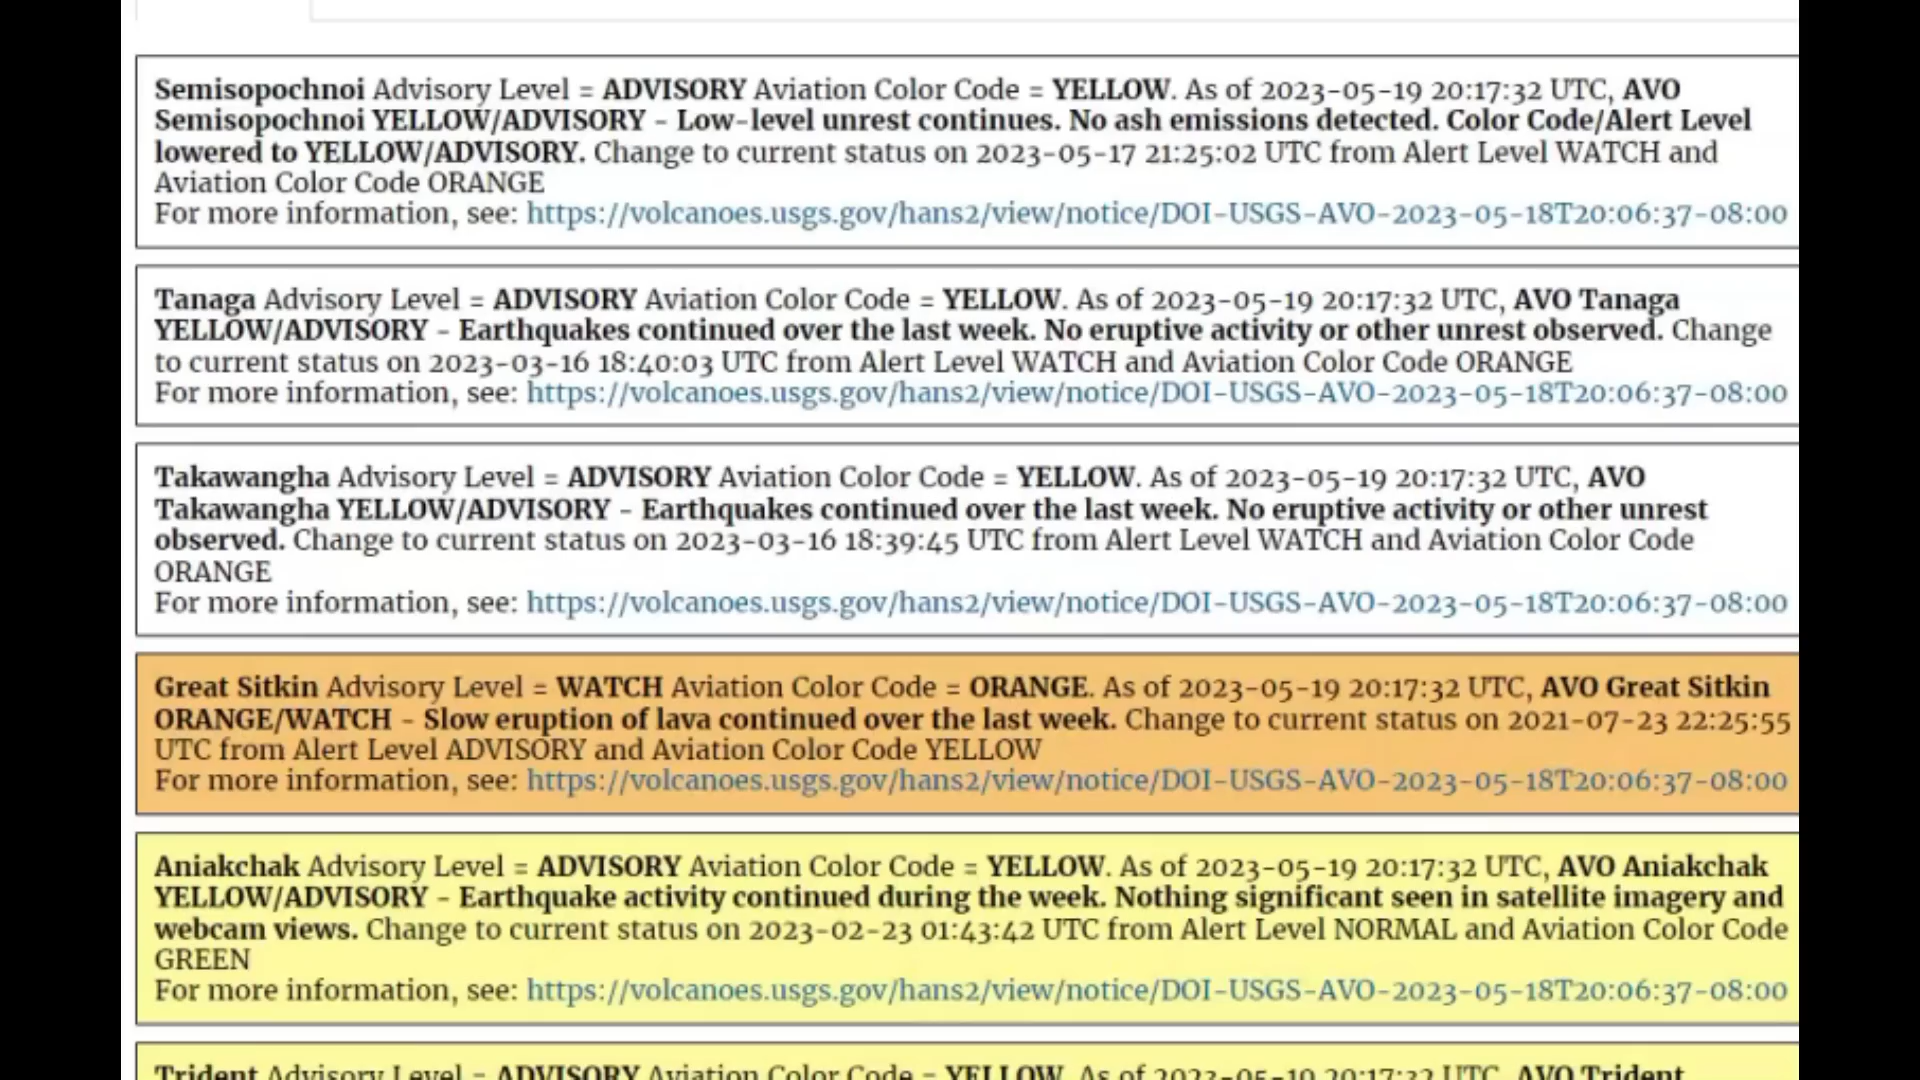 Semisopochnoi Advisory Level = ADVISORY Aviation Color Code = YELLOW. As of 2023-05-19 20:17:32 UTC, AVO
Semisopochnoi YELLOW/ADVISORY - Low-level unrest continues. No ash emissions detected. Color Code/Alert Level
lowered to YELLOW/ADVISORY. Change to current status on 2023-05-17 21:25:02 UTC from Alert Level WATCH and
Aviation Color Code ORANGE
For more information, see: https://volcanoes.usgs.gov/hans2/view/notice/DOI-USGS-AVO-2023-05-18T20:06:37-08:00
Tanaga Advisory Level = ADVISORY Aviation Color Code = YELLOW. As of 2023-05-19 20:17:32 UTC, AVO Tanaga
YELLOW/ADVISORY - Earthquakes continued over the last week. No eruptive activity or other unrest observed. Change
to current status on 2023-03-16 18:40:03 UTC from Alert Level WATCH and Aviation Color Code ORANGE
For more information, see: https://volcanoes.usgs.gov/hans2/view/notice/DOI-USGS-AVO-2023-05-18T20:06:37-08:00
Takawangha Advisory Level = ADVISORY Aviation Color Code = YELLOW. As of 2023-05-19 20:17:32 UTC, AVO
Takawangha YELLOW/ADVISORY - Earthquakes continued over the last week. No eruptive activity or other unrest
observed. Change to current status on 2023-03-16 18:39:45 UTC from Alert Level WATCH and Aviation Color Code
ORANGE
For more information, see: https://volcanoes.usgs.gov/hans2/view/notice/DOI-USGS-AVO-2023-05-18T20:06:37-08:00
Great Sitkin Advisory Level = WATCH Aviation Color Code = ORANGE. As of 2023-05-19 20:17:32 UTC, AVO Great Sitkin
ORANGE/WATCH - Slow eruption of lava continued over the last week. Change to current status on 2021-07-23 22:25:55
UTC from Alert Level ADVISORY and Aviation Color Code YELLOW
For more information, see: https://volcanoes.usgs.gov/hans2/view/notice/DOI-USGS-AVO-2023-05-18T20:06:37-08:00
Aniakchak Advisory Level = ADVISORY Aviation Color Code = YELLOW. As of 2023-05-19 20:17:32 UTC, AVO Aniakchak
YELLOW/ADVISORY - Earthquake activity continued during the week. Nothing significant seen in satellite imagery and
webcam views. Change to current status on 2023-02-23 01:43:42 UTC from Alert Level NORMAL and Aviation Color Code
GREEN
For more information, see: https://volcanoes.usgs.gov/hans2/view/notice/DOI-USGS-AVO-2023-05-18T20:06:37-08:00
Trident Advisory Level = ADVISORY Aviation Color Code = YELLOW. As of 2023-05-19 20:17:32 UTC, AVO Trident